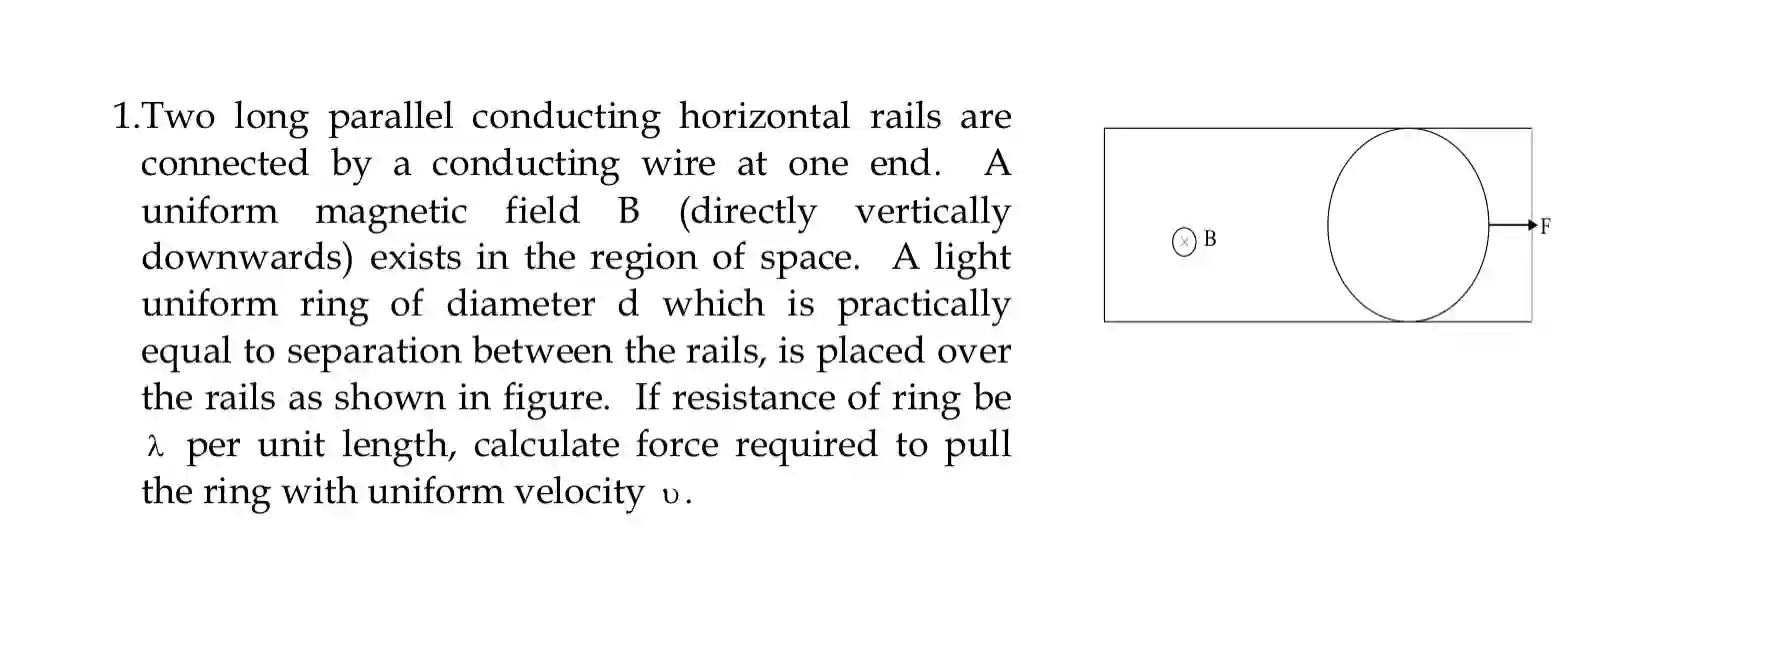 1.Two long parallel conducting horizontal rails are
connected by a conducting wire at one end. A
uniform magnetic field B (directly vertically
downwards) exists in the region of space. A light
uniform ring of diameter d which is practically
equal to separation between the rails, is placed over
the rails as shown in figure. If resistance of ring be
λ per unit length, calculate force required to pull
the ring with uniform velocity υ.
× B
F